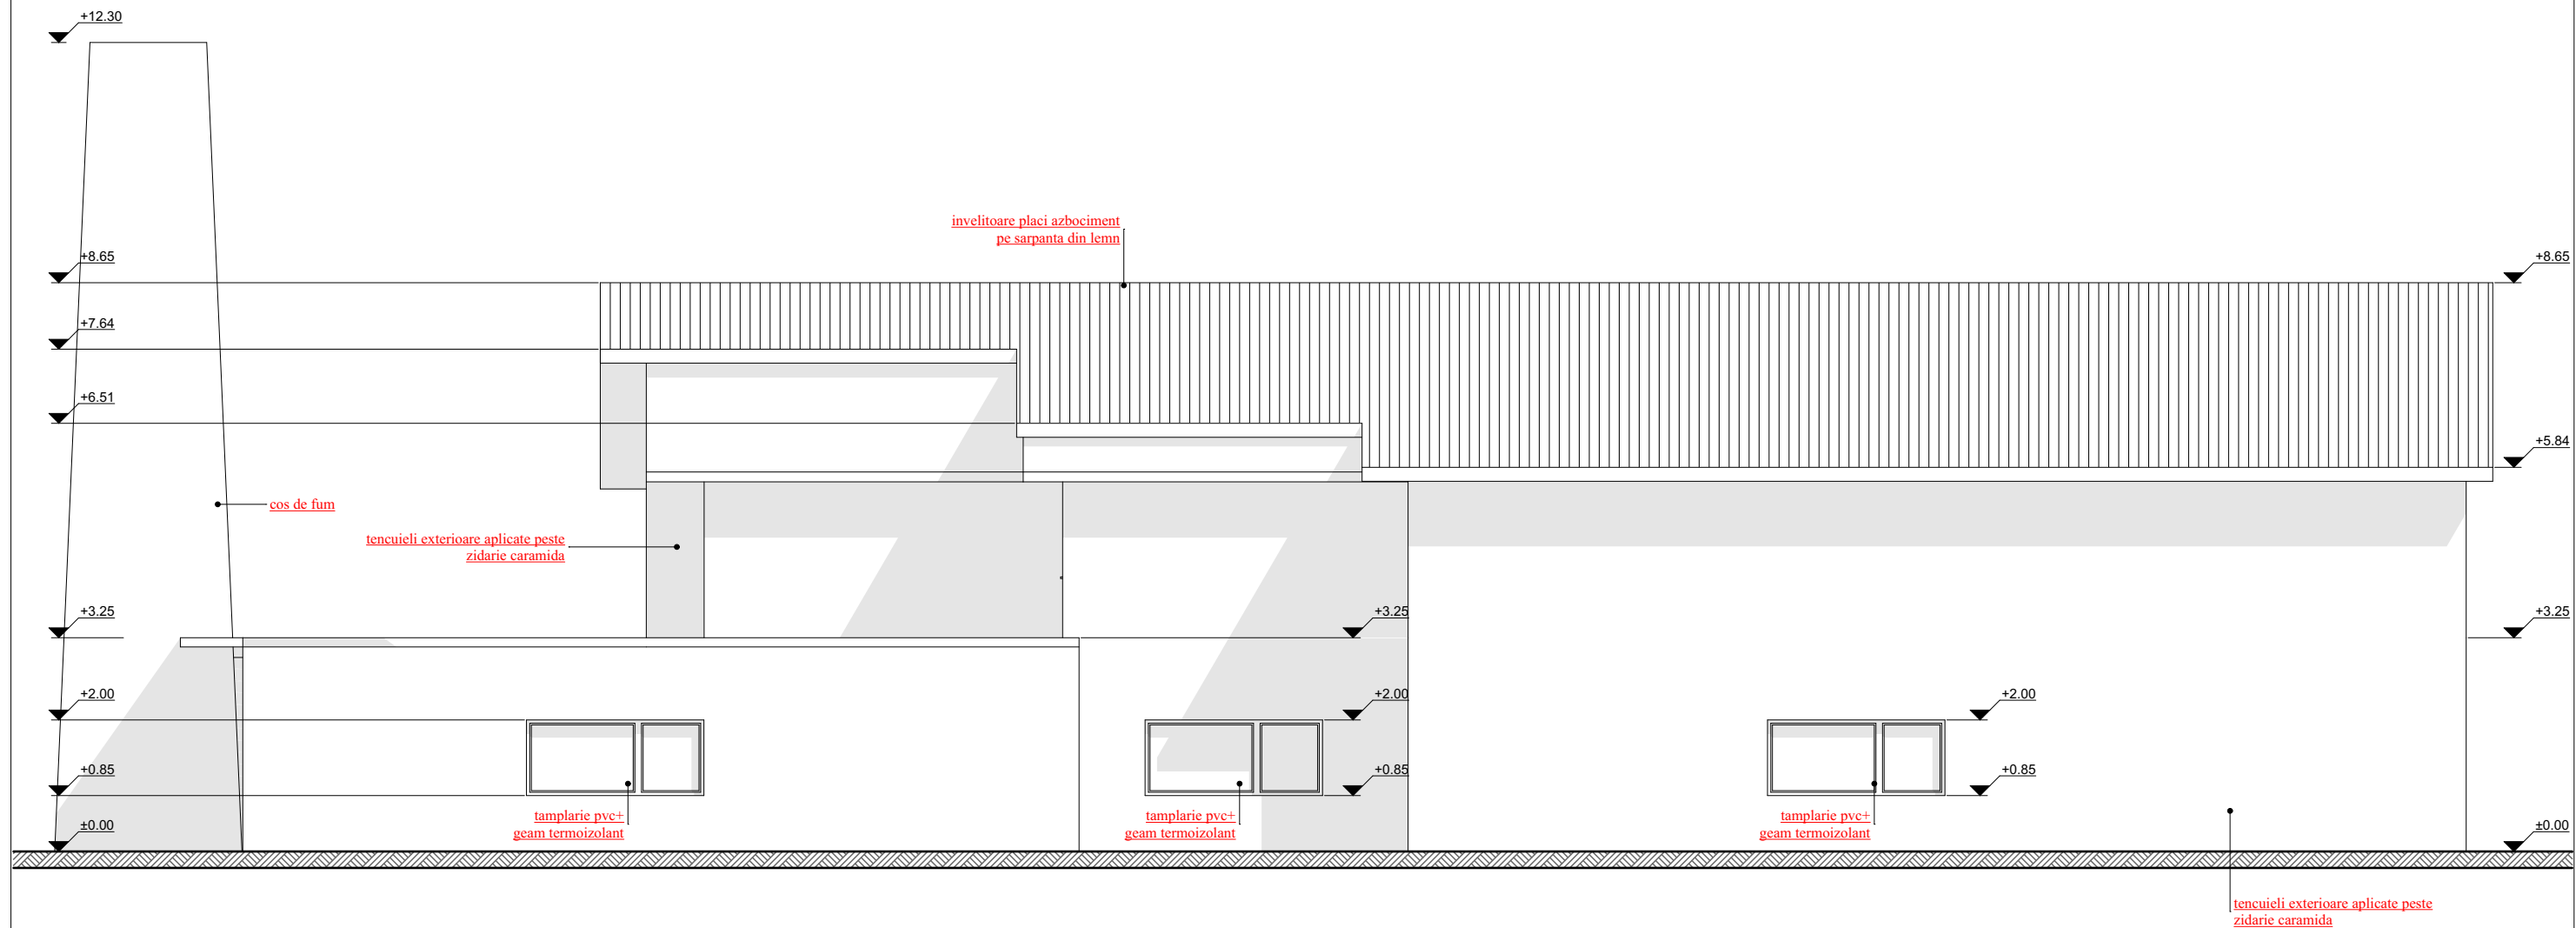 +12.30
invelitoare placi azbociment
pe sarpanta din lemn
+8.65
+8.65
+7.64
+6.51
+5.84
cos de fum
tencuieli exterioare aplicate peste
zidarie caramida
+3.25
+3.25
+3.25
+2.00
+2.00
+2.00
+0.85
+0.85
+0.85
tamplarie pvc+
geam termoizolant
tamplarie pvc+
geam termoizolant
tamplarie pvc+
geam termoizolant
±0.00
±0.00
tencuieli exterioare aplicate peste
zidarie caramida